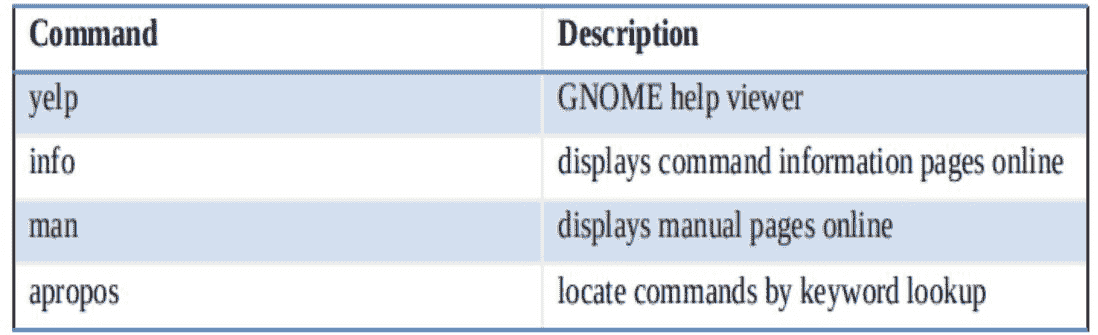 Command Description
yelp GNOME help viewer
info displays command information pages online
man displays manual pages online
apropos locate commands by keyword lookup